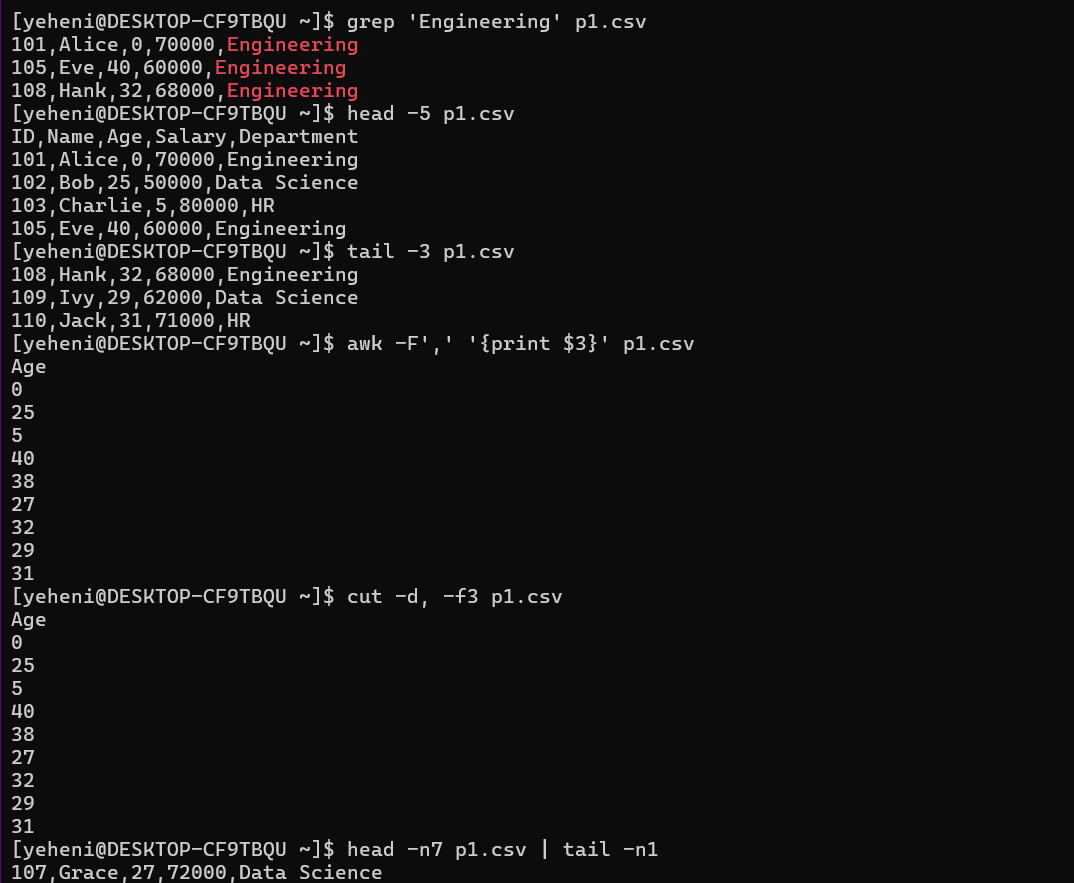 [yeheni@DESKTOP-CF9TBQU ~]$ grep 'Engineering' p1.csv
101,Alice,0,70000,Engineering
105,Eve,40,60000,Engineering
108,Hank,32,68000,Engineering
[yeheni@DESKTOP-CF9TBQU ~]$ head -5 p1.csv
ID,Name,Age,Salary,Department
101,Alice,0,70000,Engineering
102,Bob,25,50000,Data Science
103,Charlie,5,80000,HR
105,Eve,40,60000,Engineering
[yeheni@DESKTOP-CF9TBQU ~]$ tail -3 p1.csv
108,Hank,32,68000,Engineering
109,Ivy,29,62000,Data Science
110,Jack,31,71000,HR
[yeheni@DESKTOP-CF9TBQU ~]$ awk -F',' '{print $3}' p1.csv
Age
0
25
5
40
38
27
32
29
31
[yeheni@DESKTOP-CF9TBQU ~]$ cut -d, -f3 p1.csv
Age
0
25
5
40
38
27
32
29
31
[yeheni@DESKTOP-CF9TBQU ~]$ head -n7 p1.csv | tail -n1
107,Grace,27,72000,Data Science